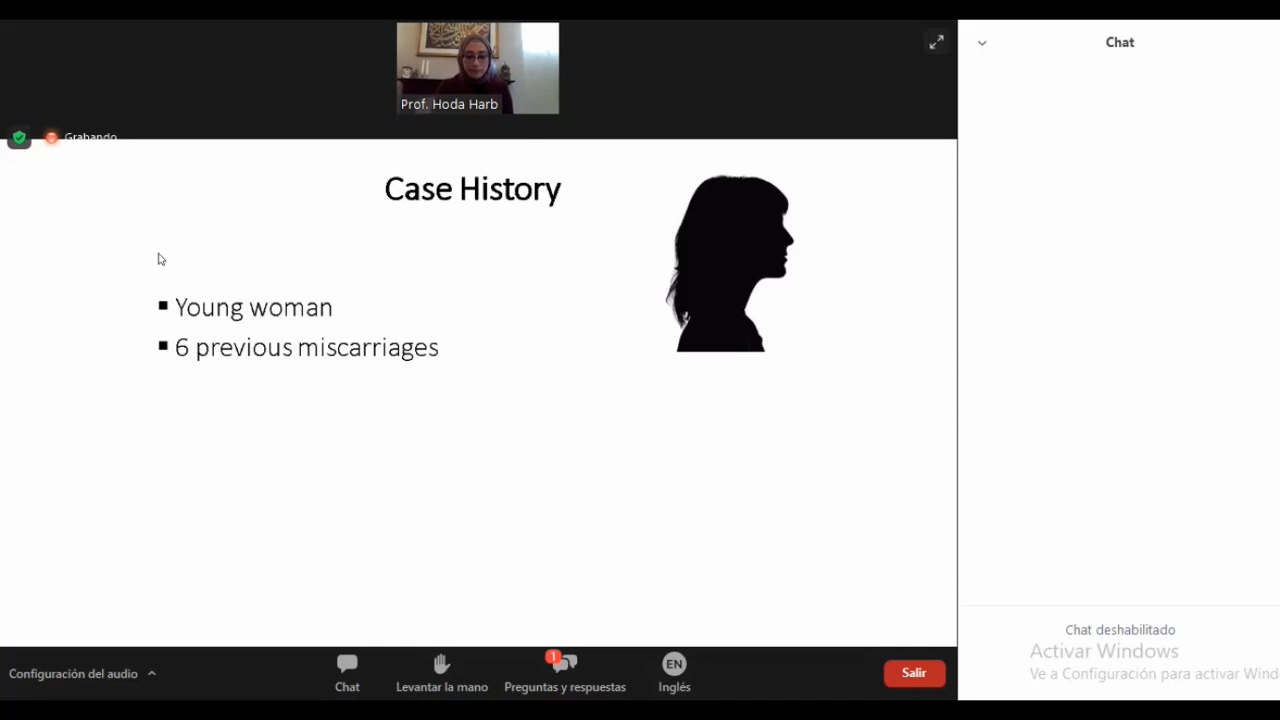 Chat
Prof. Hoda Harb
Grabando
Case History
Young woman
6 previous miscarriages
Chat deshabilitado
Activar Windows
Ve a Configuración para activar Wind
Configuración del audio
Chat
Levantar la mano
1
Preguntas y respuestas
EN
Inglés
Salir